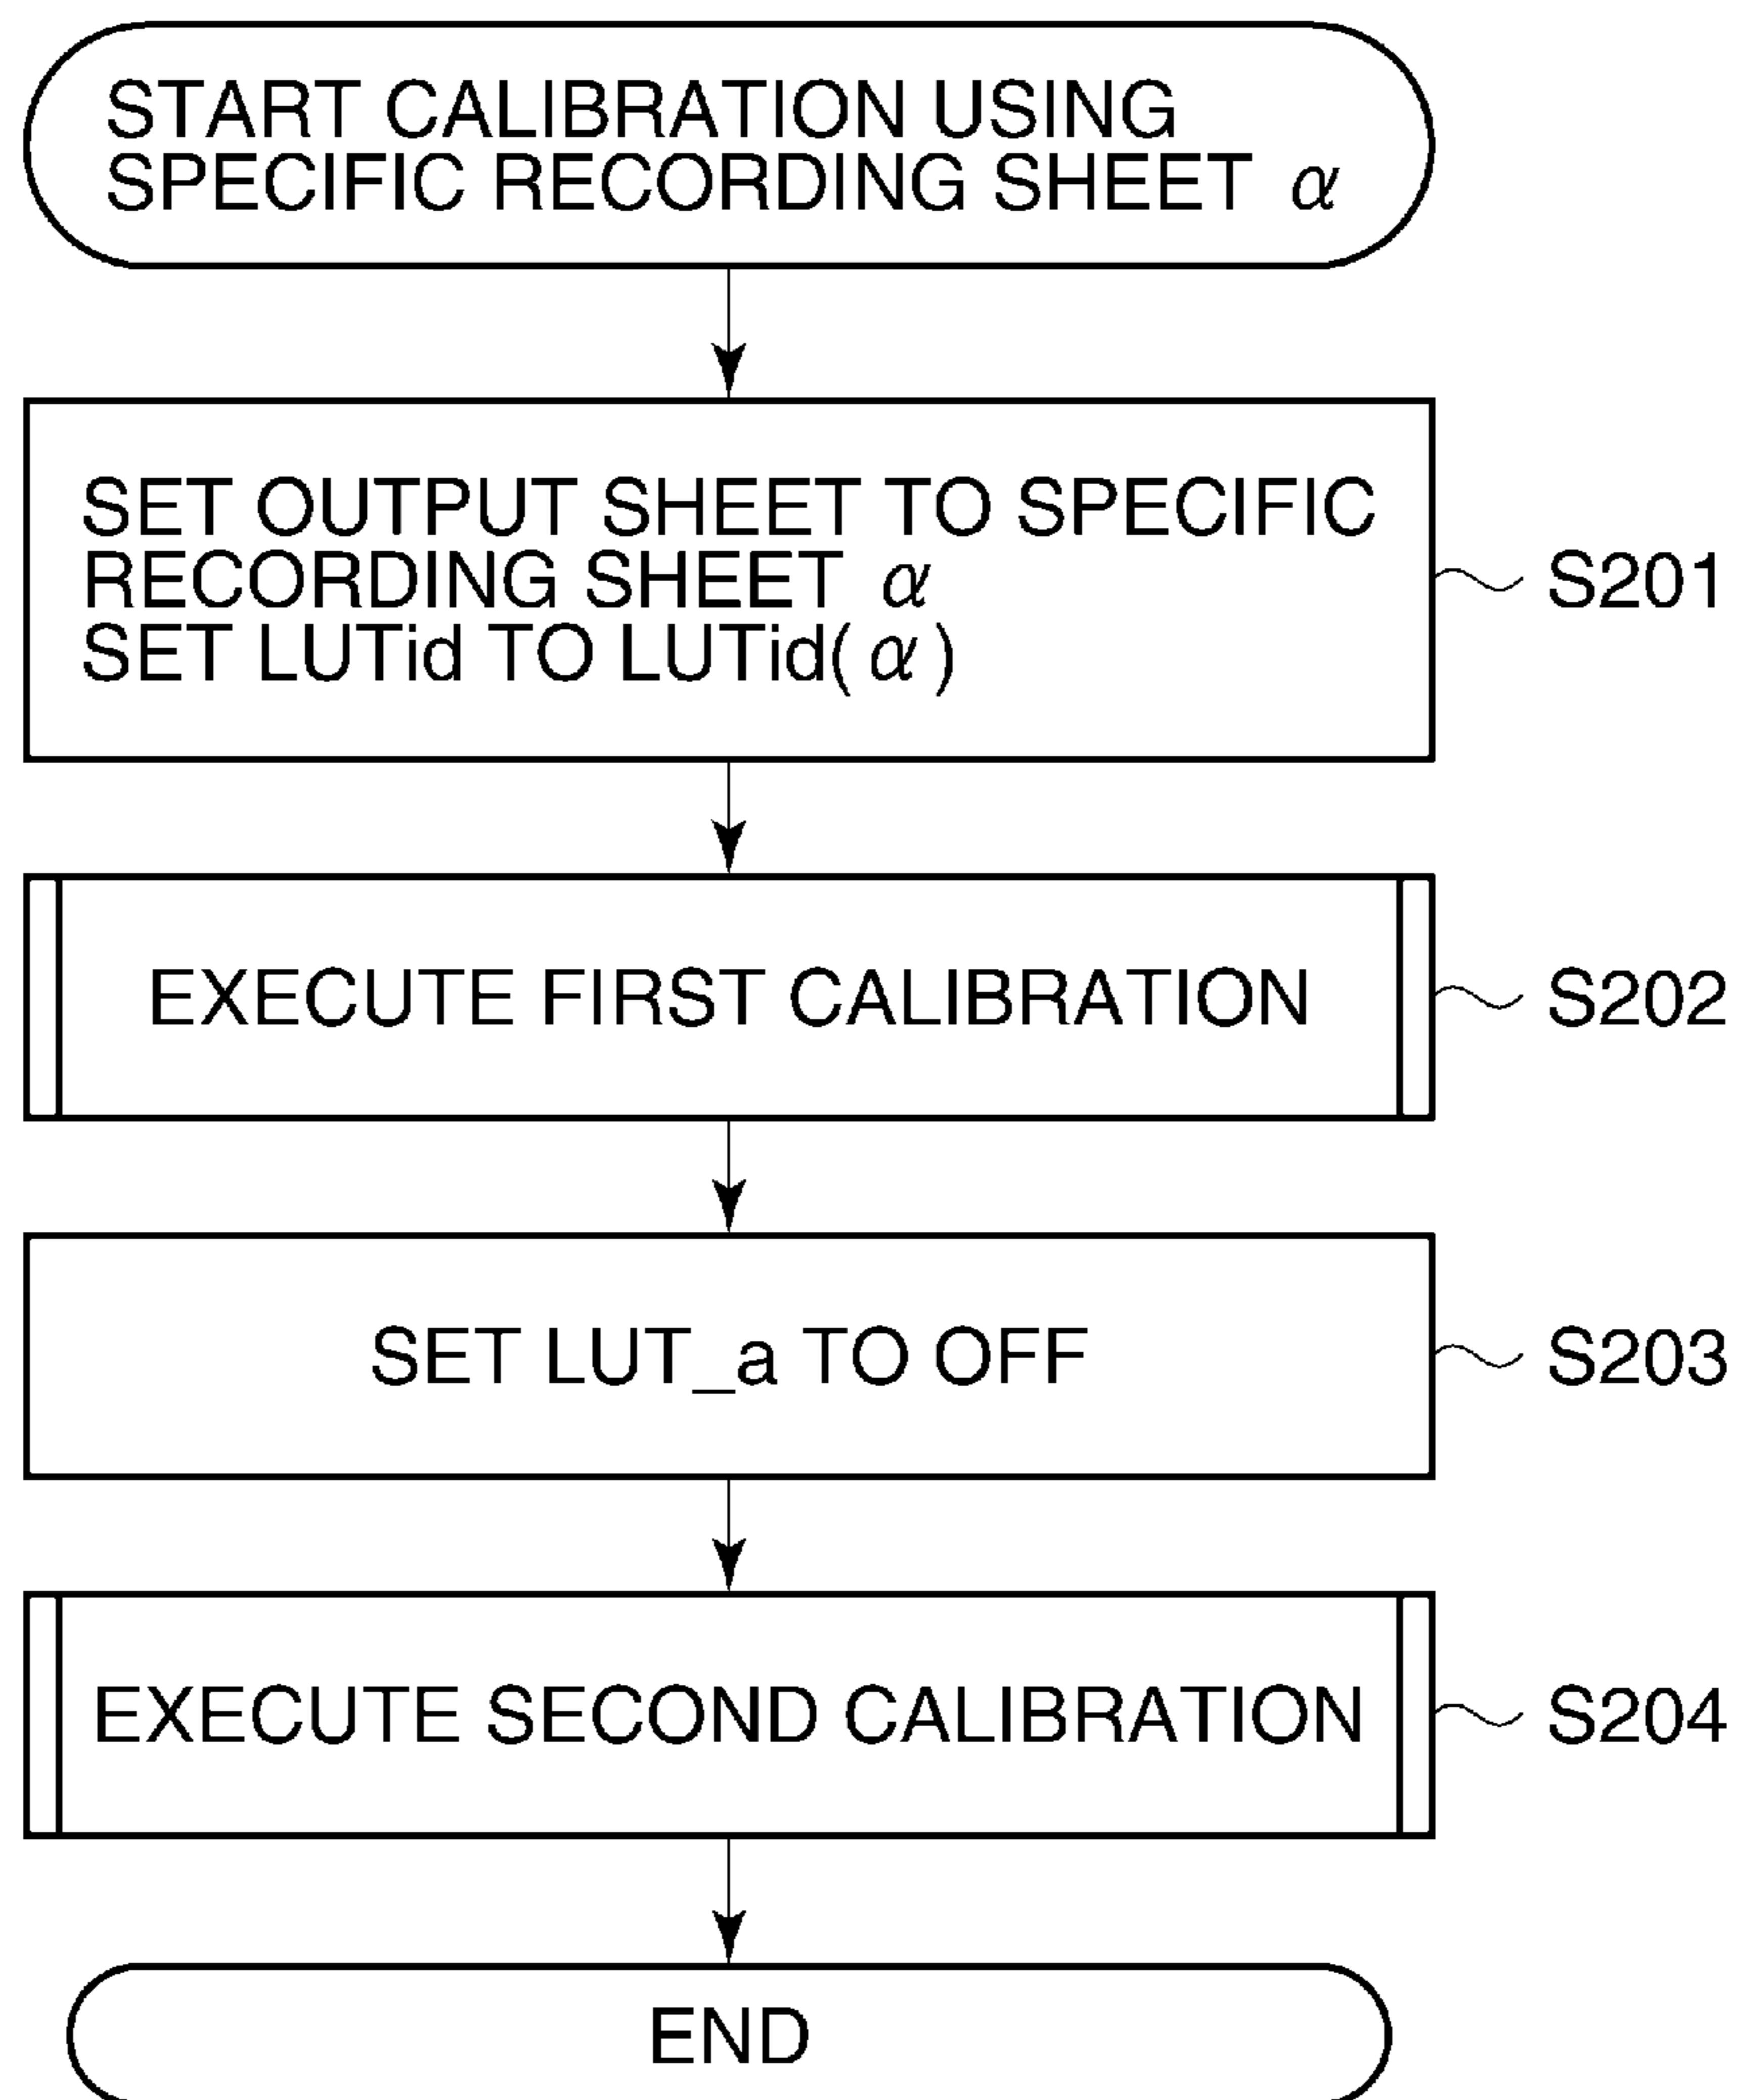 START CALIBRATION USING
SPECIFIC RECORDING SHEET α
SET OUTPUT SHEET TO SPECIFIC
RECORDING SHEET α
SET LUTid TO LUTid(α)
S201
EXECUTE FIRST CALIBRATION
S202
SET LUT_a TO OFF
S203
EXECUTE SECOND CALIBRATION
S204
END